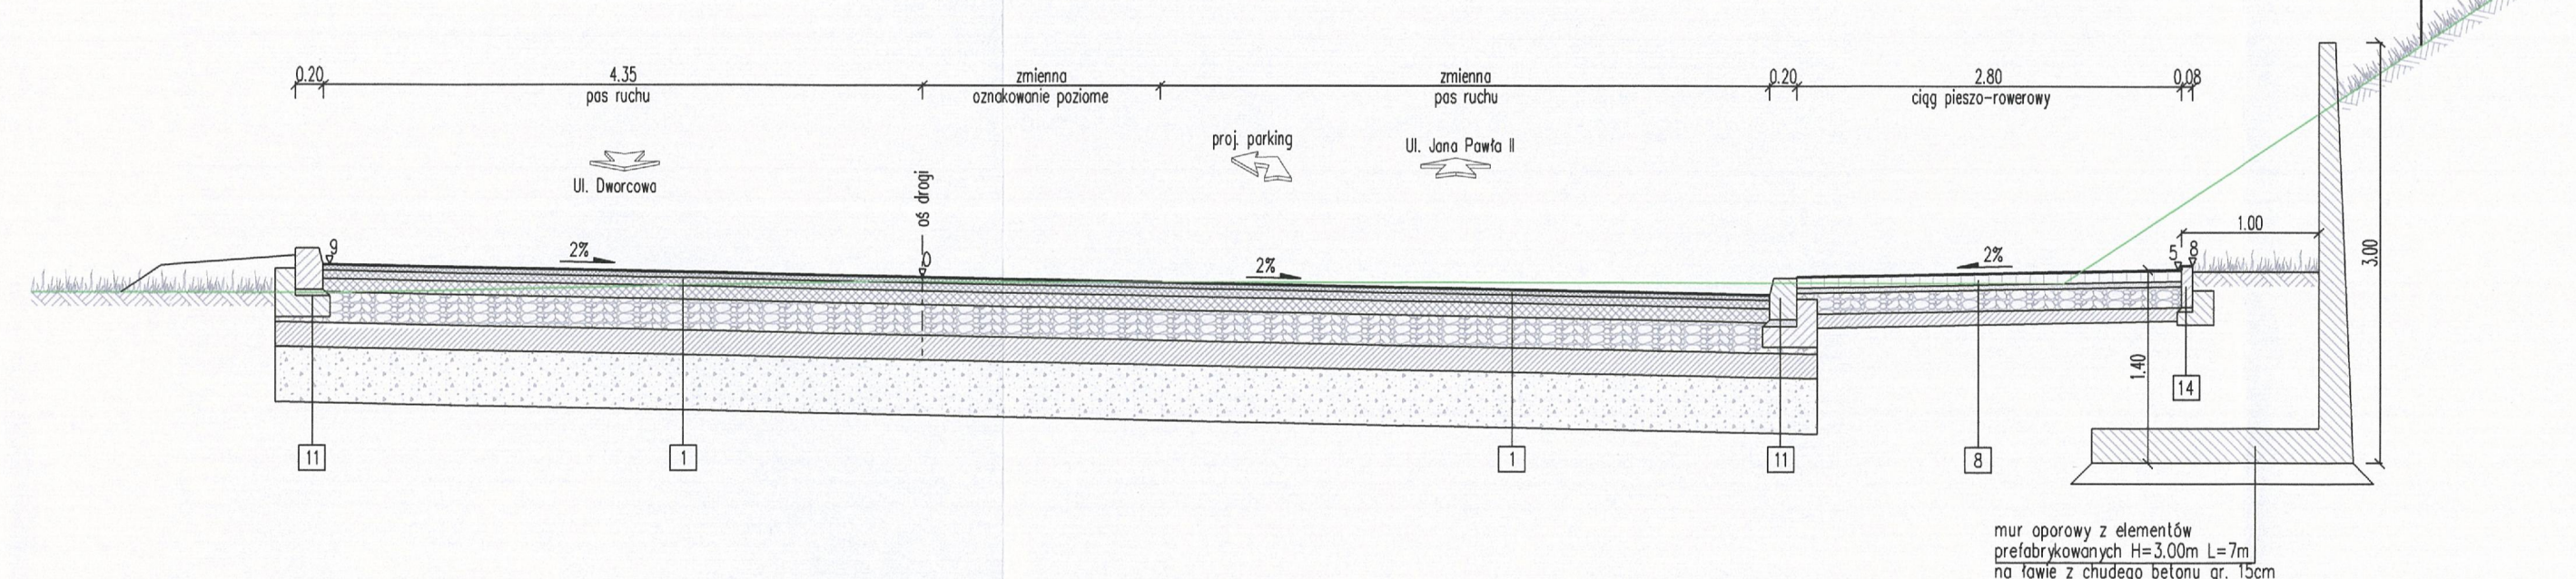 0.20 4.35 zmienna zmienna 0.20 2.80 0.08
pas ruchu oznakowanie poziome pas ruchu ciąg pieszo-rowerowy
proj. parking
Ul. Jana Pawła II
Ul. Dworcowa
oś drogi
9
2%
0
2%
2%
5 8
1.00
3.00
1.40
14
11 1 1 11 8
mur oporowy z elementów
prefabrykowanych H=3.00m L=7m
na ławie z chudego betonu gr. 15cm